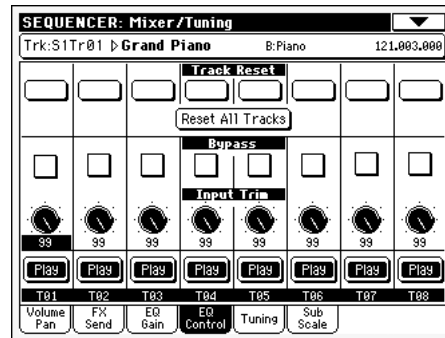 SEQUENCER: Mixer/Tuning
Trk:S1Tr01 ▷Grand Piano B:Piano 121.003.000
Track Reset
Reset All Tracks
Bypass
Input Trim
99 99 99 99 99 99 99 99
Play Play Play Play Play Play Play Play
T01 T02 T03 T04 T05 T06 T07 T08
Volume Pan FX Send EQ Gain EQ Control Tuning Sub Scale